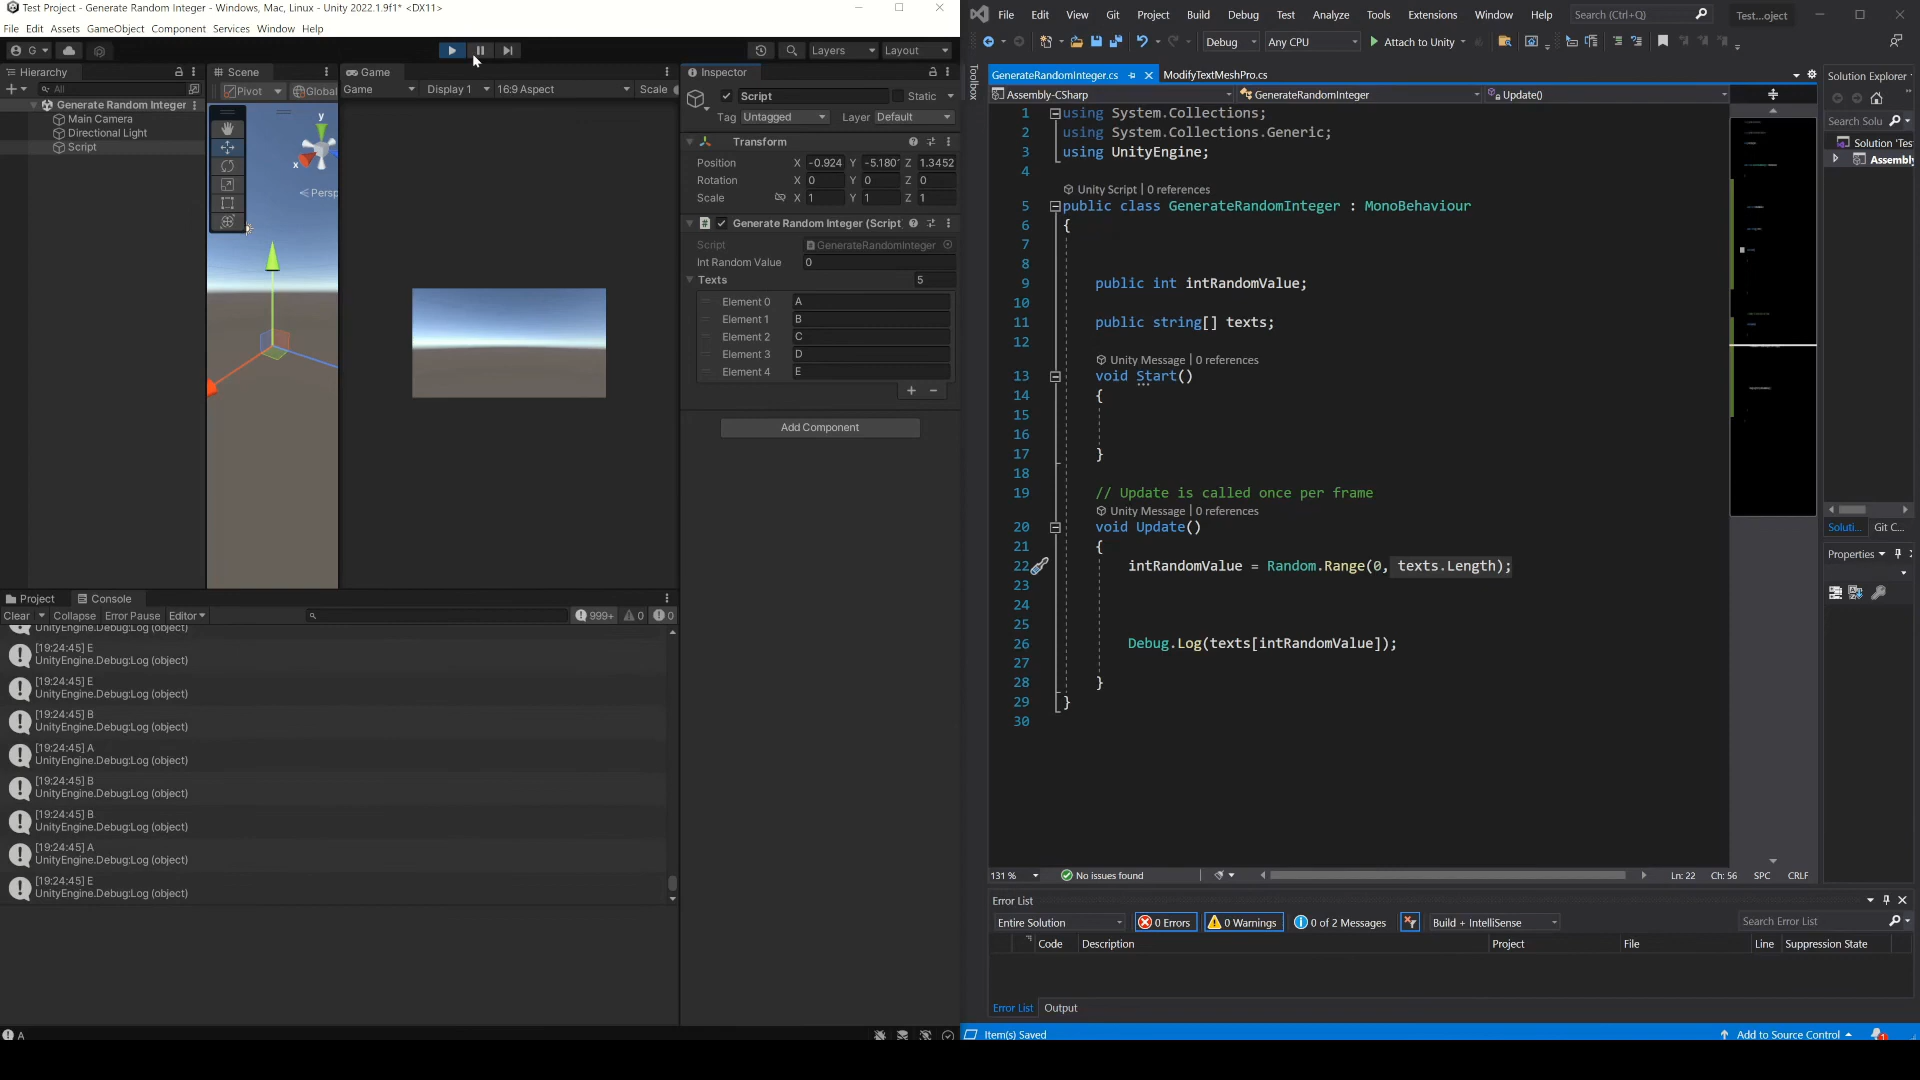 Test Project - Generate Random Integer - Windows, Mac, Linux - Unity 2022.1.9f1* <DX11>
File Edit Assets GameObject Component Services Window Help
G
Layers
Layout
Hierarchy
All
Generate Random Integer
Main Camera
Directional Light
Script
Scene
Pivot
Global
y
x
Persp
Game
Game
Display 1
16:9 Aspect
Scale
Inspector
Script
Static
Tag Untagged
Layer Default
Transform
Position X -0.924 Y -5.180 Z 1.3452
Rotation X 0 Y 0 Z 0
Scale X 1 Y 1 Z 1
Generate Random Integer (Script
Script GenerateRandomInteger
Int Random Value 0
Texts 5
Element 0 A
Element 1 B
Element 2 C
Element 3 D
Element 4 E
+ −
Add Component
Project
Console
Clear Collapse Error Pause Editor 999+ 0 0
UnityEngine.Debug:Log (object)
[19:24:45] E
UnityEngine.Debug:Log (object)
[19:24:45] E
UnityEngine.Debug:Log (object)
[19:24:45] B
UnityEngine.Debug:Log (object)
[19:24:45] A
UnityEngine.Debug:Log (object)
[19:24:45] B
UnityEngine.Debug:Log (object)
[19:24:45] B
UnityEngine.Debug:Log (object)
[19:24:45] A
UnityEngine.Debug:Log (object)
[19:24:45] E
UnityEngine.Debug:Log (object)
A
File Edit View Git Project Build Debug Test Analyze Tools Extensions Window Help Search (Ctrl+Q) Test...oject
Debug Any CPU Attach to Unity
Toolbox
GenerateRandomInteger.cs
ModifyTextMeshPro.cs
Assembly-CSharp GenerateRandomInteger Update()
1 using System.Collections;
2 using System.Collections.Generic;
3 using UnityEngine;
4
Unity Script | 0 references
5 public class GenerateRandomInteger : MonoBehaviour
6 {
7
8
9 public int intRandomValue;
10
11 public string[] texts;
12
Unity Message | 0 references
13 void Start()
14 {
15
16
17 }
18
19 // Update is called once per frame
Unity Message | 0 references
20 void Update()
21 {
22 intRandomValue = Random.Range(0, texts.Length);
23
24
25
26 Debug.Log(texts[intRandomValue]);
27
28 }
29 }
30
131 % No issues found Ln: 22 Ch: 56 SPC CRLF
Error List
Entire Solution 0 Errors 0 Warnings 0 of 2 Messages Build + IntelliSense Search Error List
Code Description Project File Line Suppression State
Error List Output
Item(s) Saved
Add to Source Control
1
Solution Explorer
Search Solu
Solution 'Tes
Assembly
Soluti... Git C...
Properties